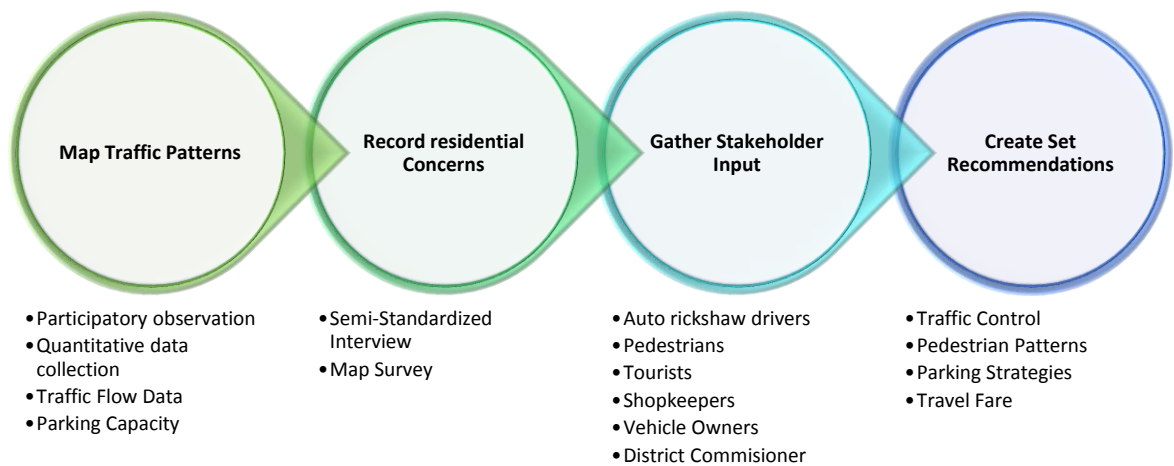 Map Traffic Patterns
Record residential
Concerns
Gather Stakeholder
Input
Create Set
Recommendations
•Participatory observation
•Quantitative data
collection
•Traffic Flow Data
•Parking Capacity
•Semi-Standardized
Interview
•Map Survey
•Auto rickshaw drivers
•Pedestrians
•Tourists
•Shopkeepers
•Vehicle Owners
•District Commisioner
•Traffic Control
•Pedestrian Patterns
•Parking Strategies
•Travel Fare